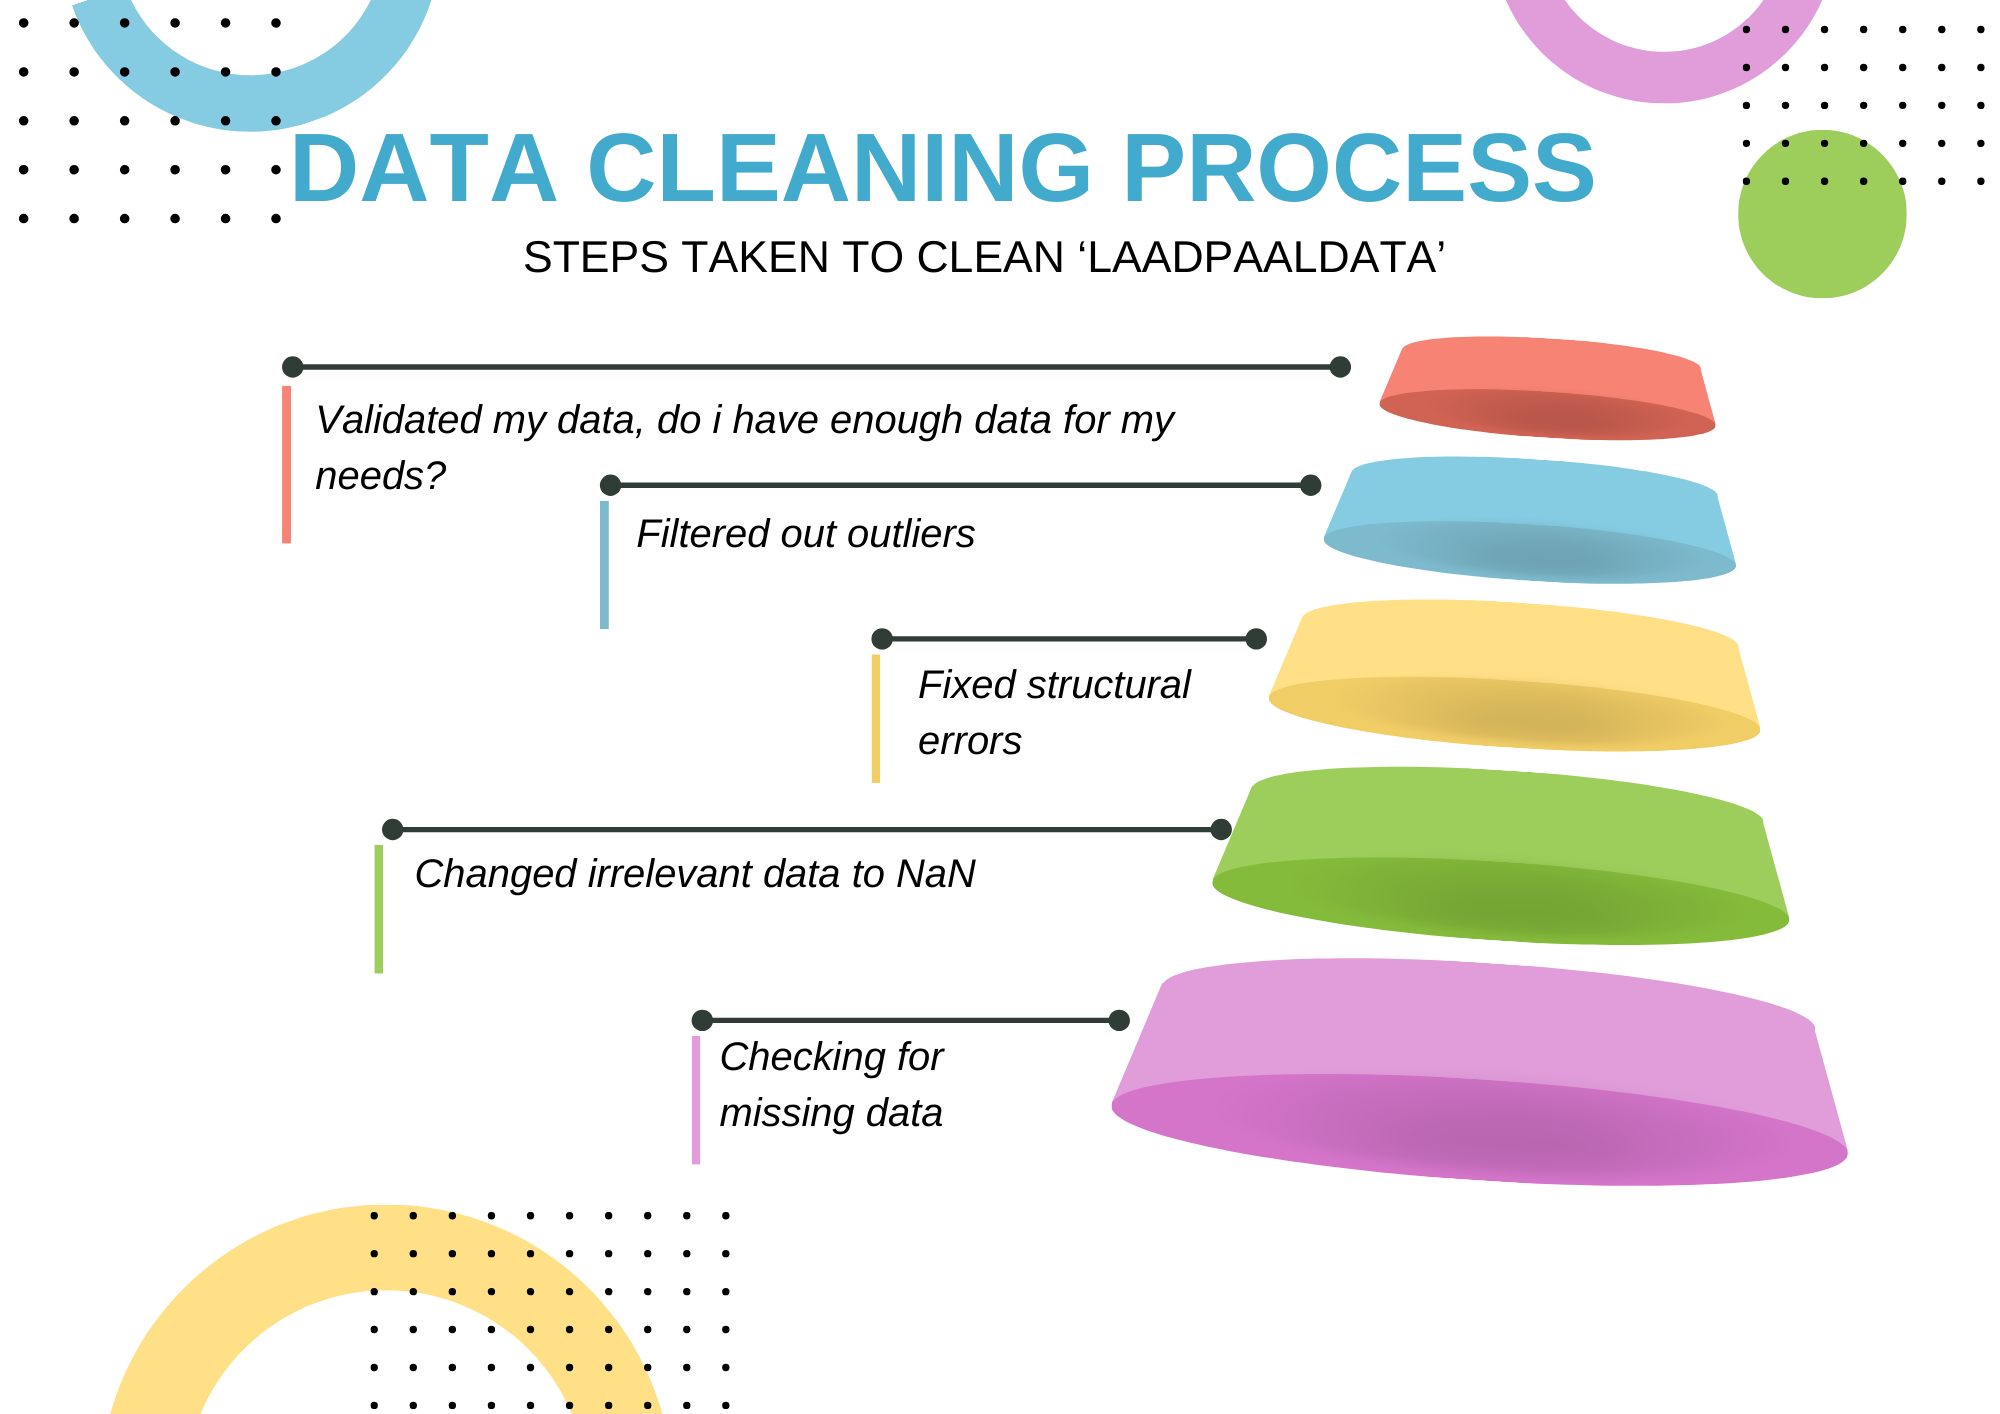 DATA CLEANING PROCESS
STEPS TAKEN TO CLEAN ‘LAADPAALDATA’
Validated my data, do i have enough data for my
needs?
Filtered out outliers
Fixed structural
errors
Changed irrelevant data to NaN
Checking for
missing data